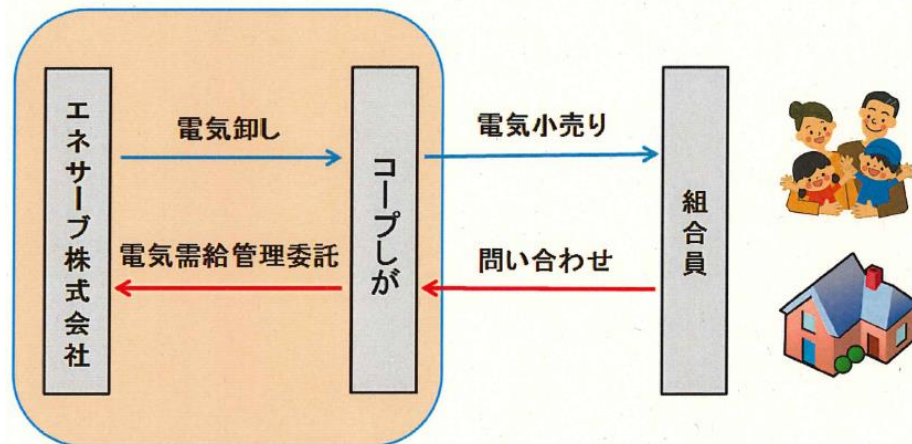 エネサーブ株式会社
電気卸し
電気需給管理委託
コープしが
電気小売り
問い合わせ
組合員